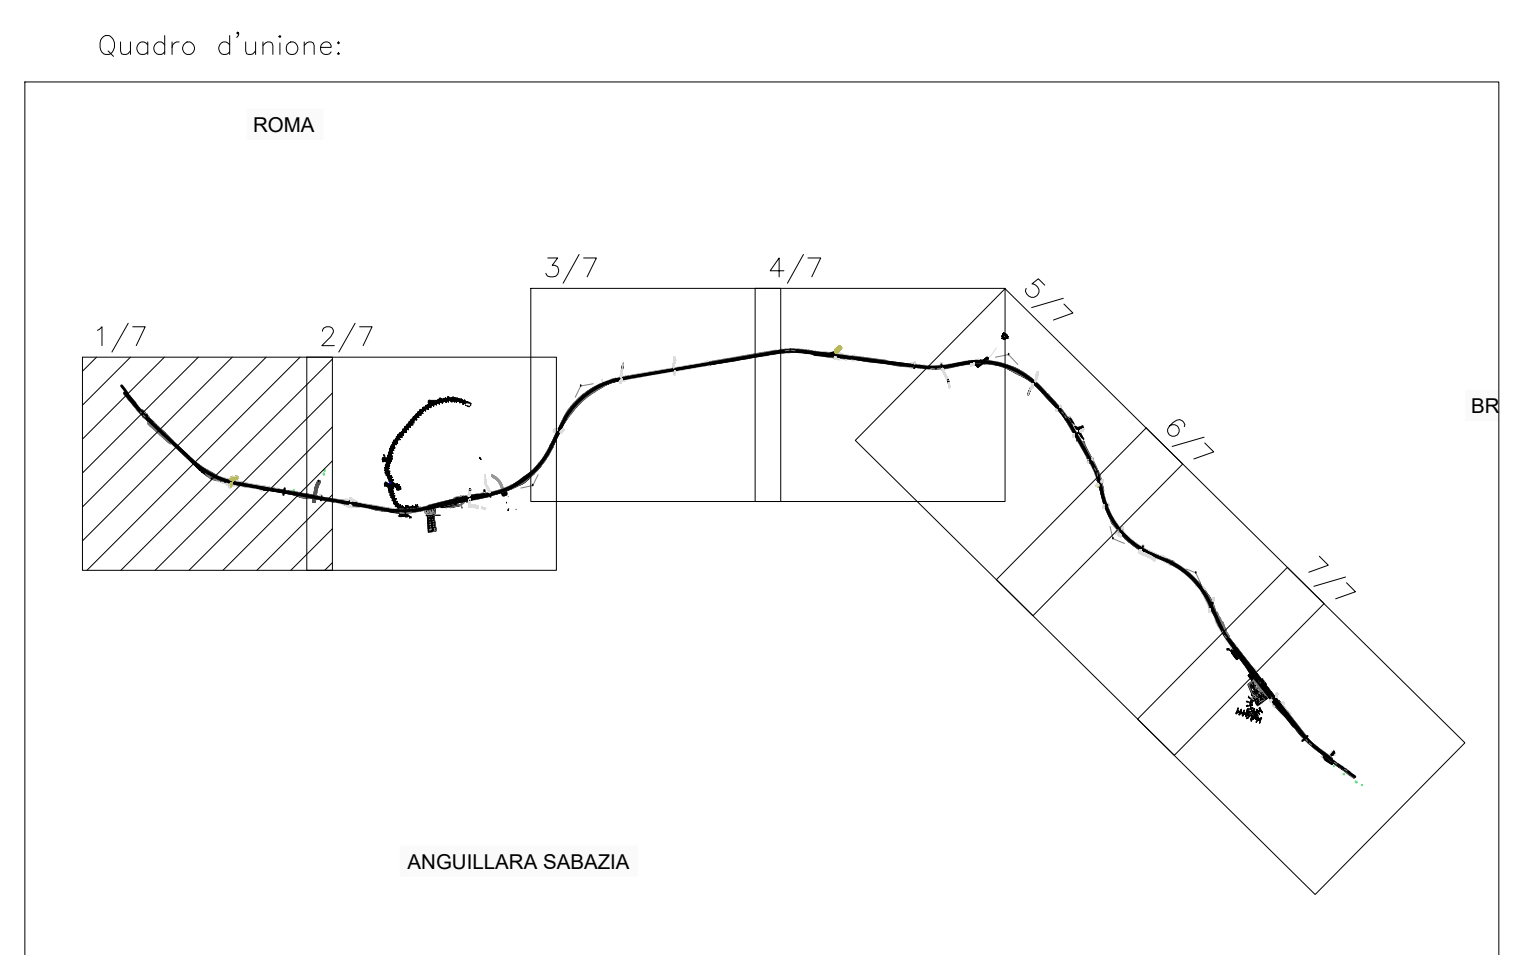 Quadro d'unione:
ROMA
3/7
4/7
5/7
1/7
2/7
BR
6/7
7/7
ANGUILLARA SABAZIA